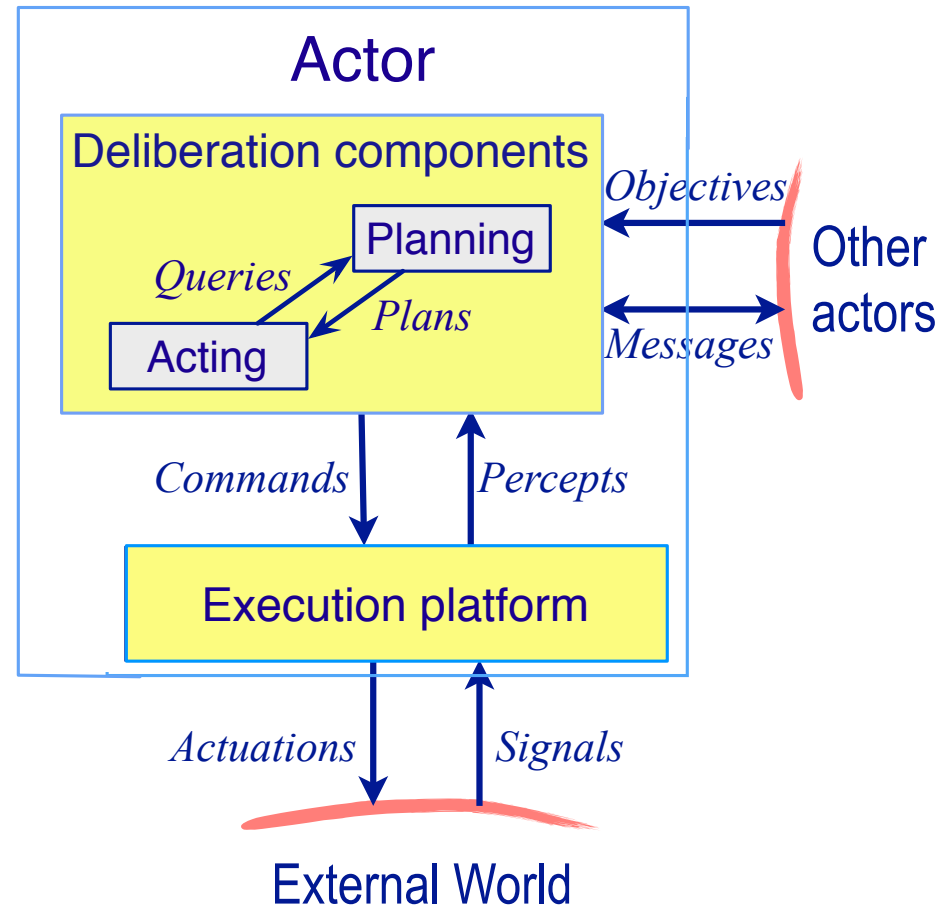 Actor
Deliberation components
Objectives
Planning
Other
Queries
actors
Plans
Messages
Acting
Commands
Percepts
Execution platform
Actuations
Signals
External World